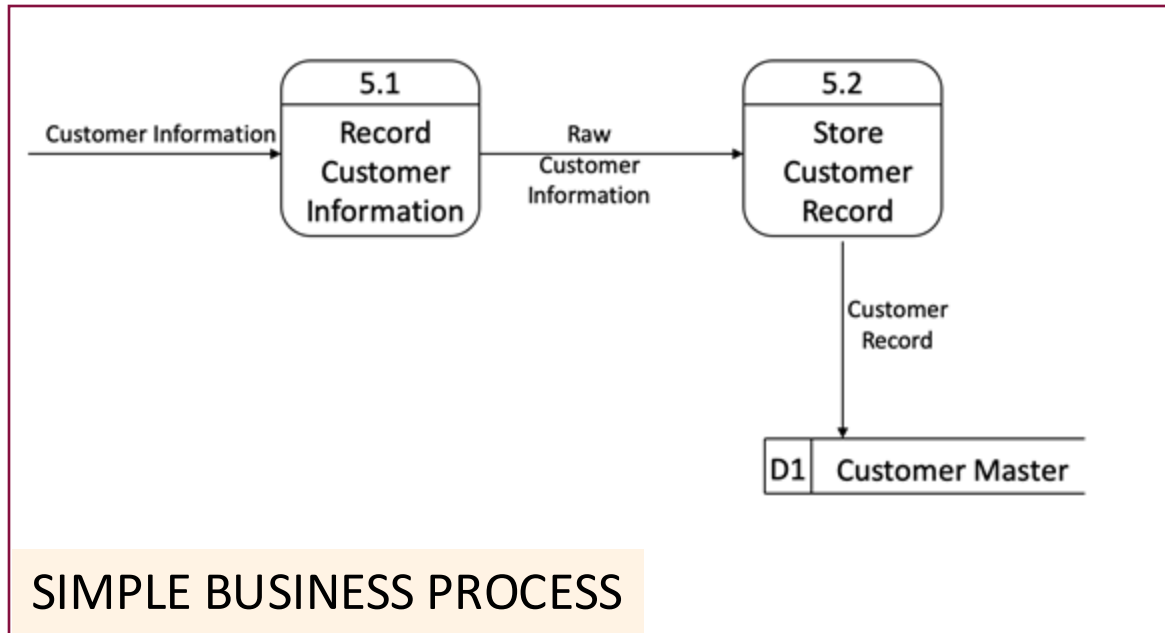 5.1
Record
Customer
Information
5.2
Store
Customer
Record
Customer Information
Raw
Customer
Information
Customer
Record
D1
Customer Master
SIMPLE BUSINESS PROCESS